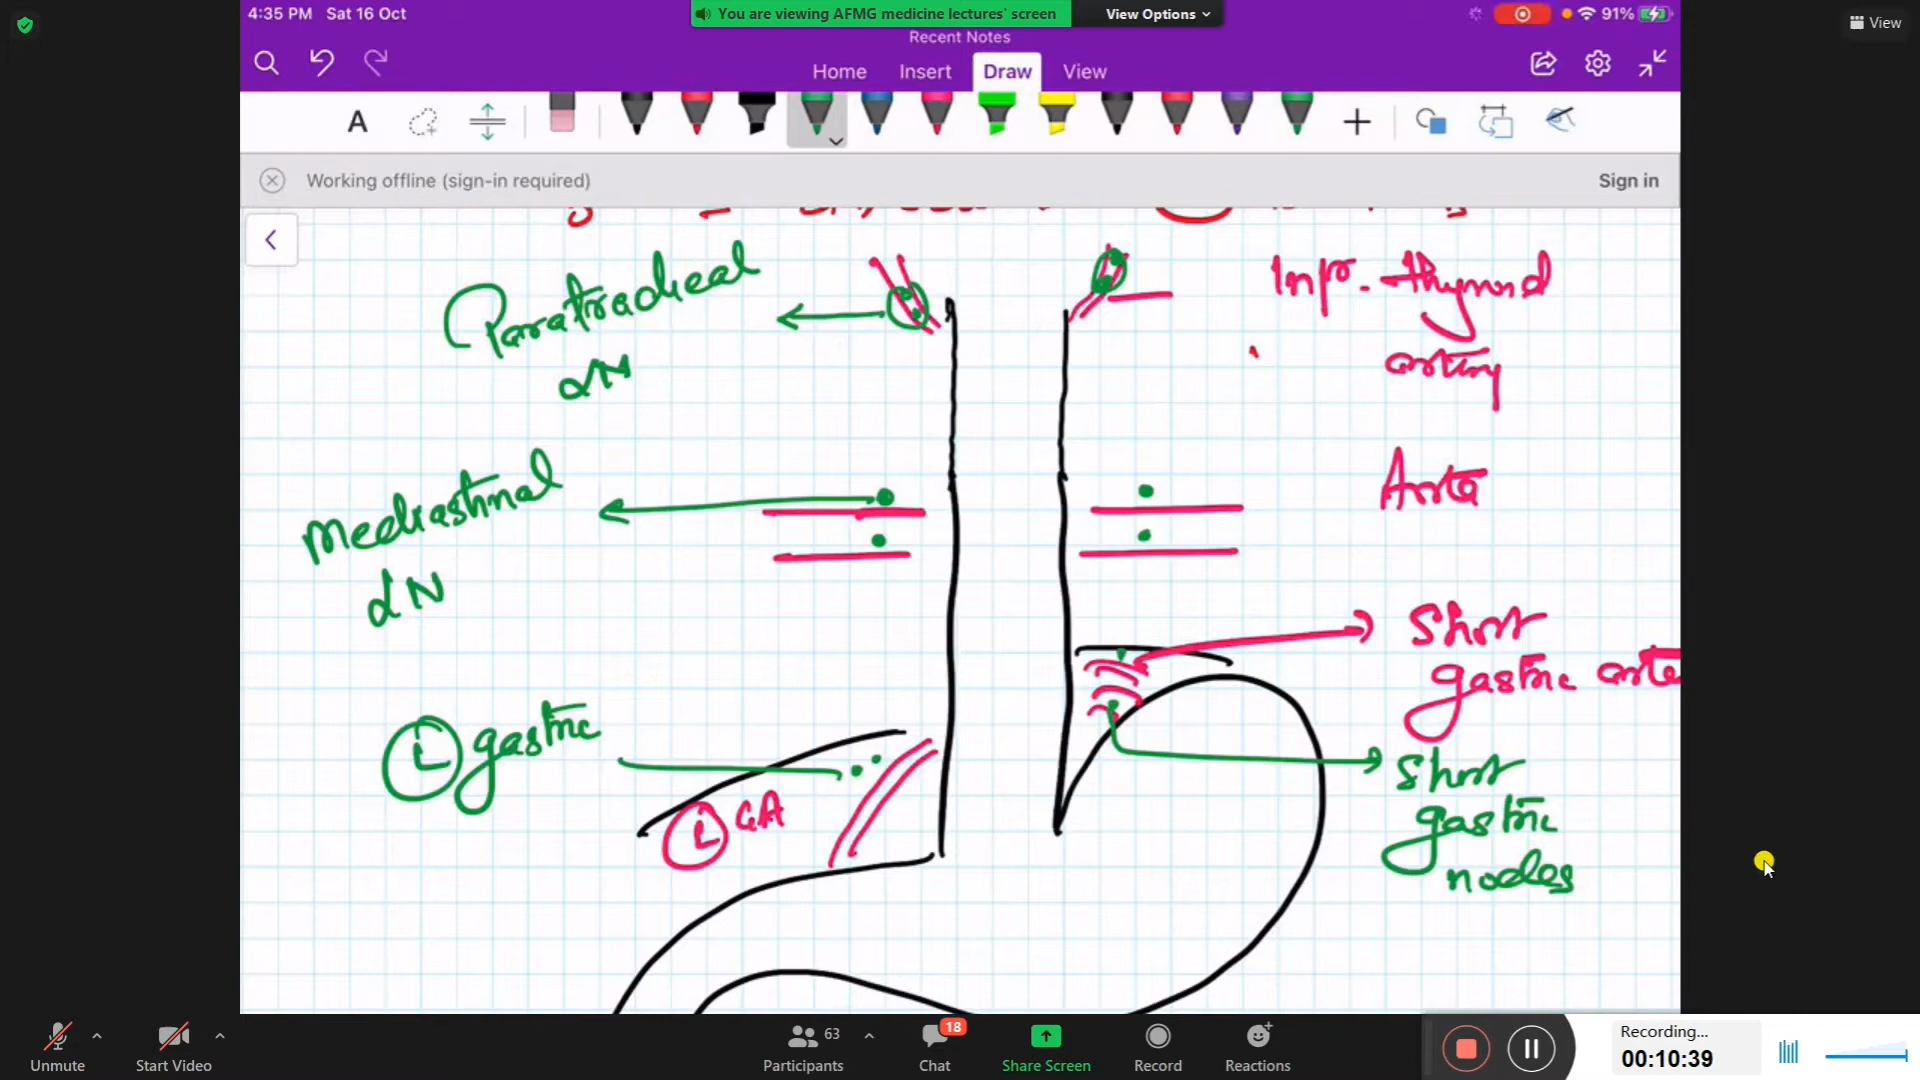 4:35 PM Sat 16 Oct
You are viewing AFMG medicine lectures' screen
View Options
91%
View
Recent Notes
Home Insert Draw View
A
Working offline (sign-in required)
Sign in
Paratracheal
LN
Infr. thyroid
artery
Mediastinal
LN
Aorta
Short
gastric arte
L gastric
L GA
Short
gastric
nodes
Unmute
Start Video
Participants
63
Chat
18
Share Screen
Record
Reactions
Recording...
00:10:39